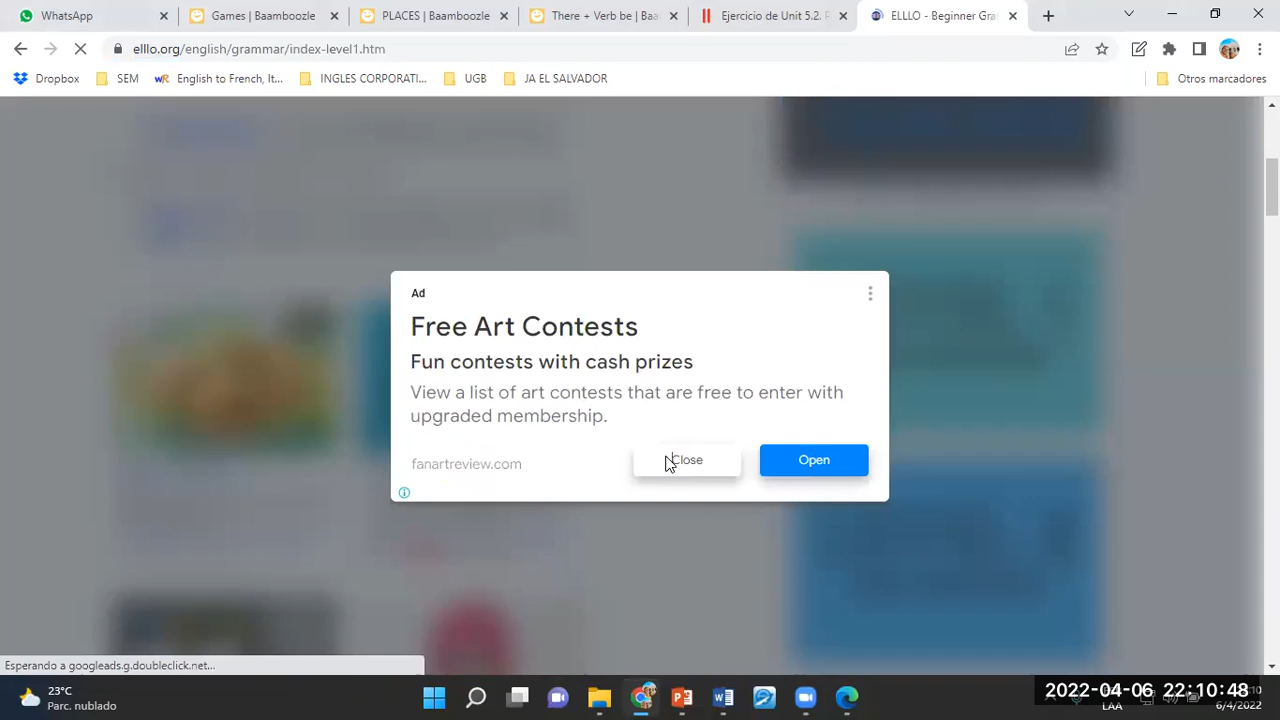 WhatsApp
Games | Baamboozle
PLACES | Baamboozle
There + Verb be | Baa
Ejercicio de Unit 5.2. P
ELLLO - Beginner Gra
elllo.org/english/grammar/index-level1.htm
Dropbox
SEM
wR English to French, It...
INGLES CORPORATI...
UGB
JA EL SALVADOR
Otros marcadores
Ad
Free Art Contests
Fun contests with cash prizes
View a list of art contests that are free to enter with
upgraded membership.
fanartreview.com
Close
Open
Esperando a googleads.g.doubleclick.net...
23°C
Parc. nublado
2022-04-06 22:10:48
LAA
6/4/2022